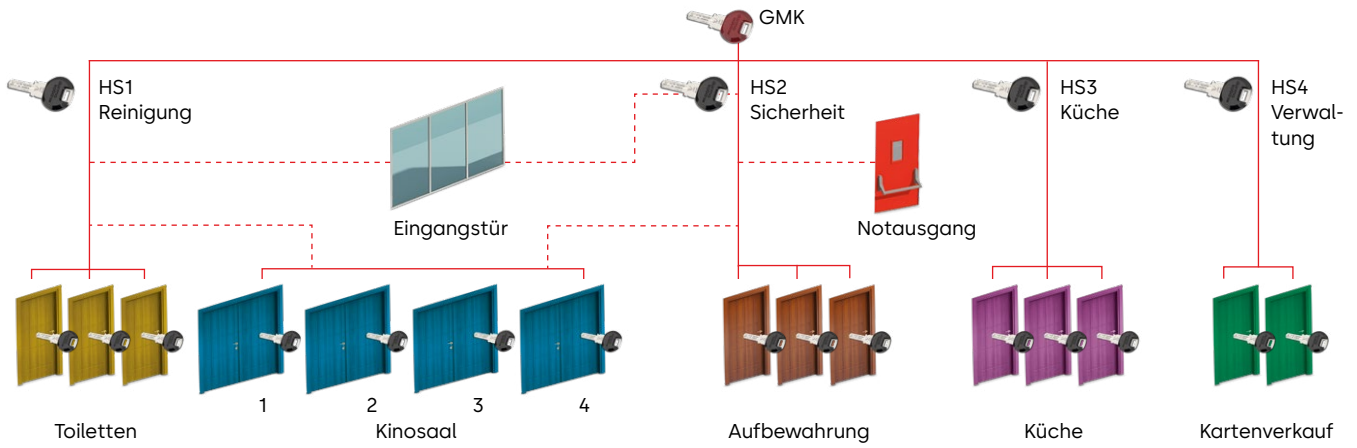 GMK
HS1
Reinigung
HS2
Sicherheit
HS3
Küche
HS4
Verwal-
tung
Eingangstür
Notausgang
1
2
3
4
Toiletten
Kinosaal
Aufbewahrung
Küche
Kartenverkauf